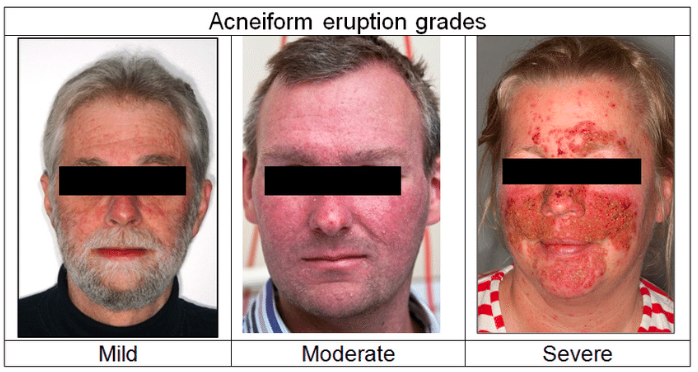 Acneiform eruption grades
Mild
Moderate
Severe